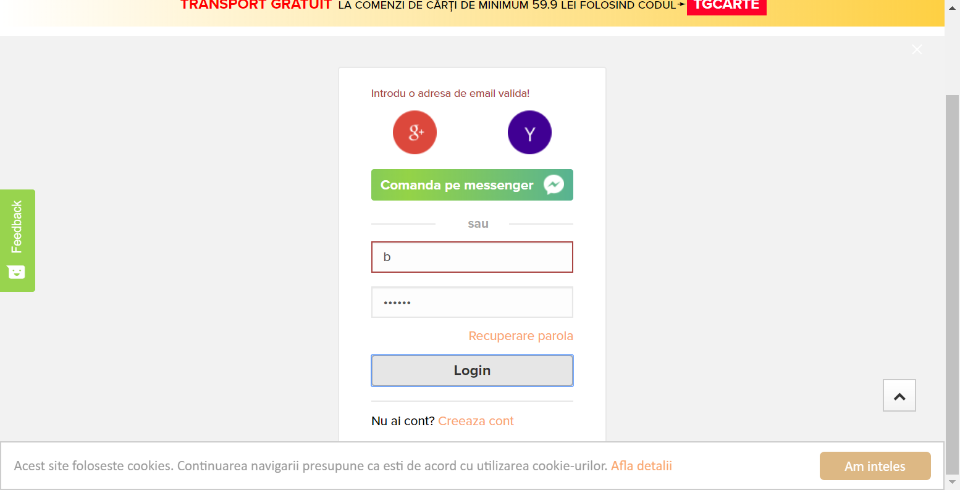 TRANSPORT GRATUIT LA COMENZI DE CĂRȚI DE MINIMUM 59.9 LEI FOLOSIND CODUL TGCARTE
Introdu o adresa de email valida!
g+ Y
Comanda pe messenger
sau
b
••••••
Recuperare parola
Login
Nu ai cont? Creeaza cont
Feedback
Acest site foloseste cookies. Continuarea navigarii presupune ca esti de acord cu utilizarea cookie-urilor. Afla detalii
Am inteles